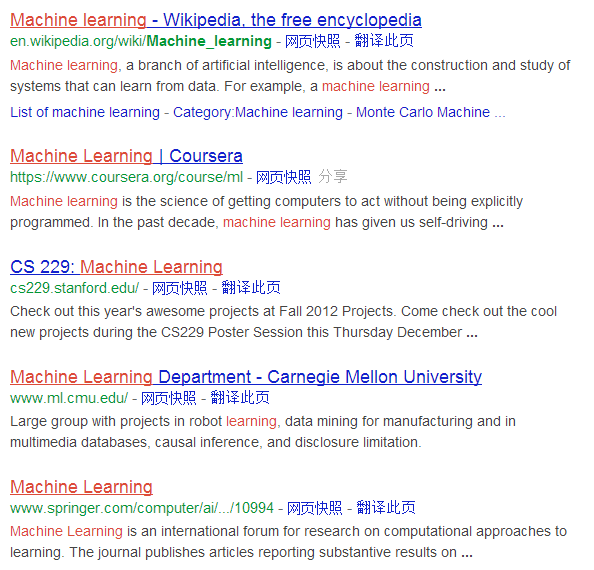 Machine learning - Wikipedia, the free encyclopedia
en.wikipedia.org/wiki/Machine_learning - 网页快照 - 翻译此页
Machine learning, a branch of artificial intelligence, is about the construction and study of
systems that can learn from data. For example, a machine learning ...
List of machine learning - Category:Machine learning - Monte Carlo Machine ...
Machine Learning | Coursera
https://www.coursera.org/course/ml - 网页快照 分享
Machine learning is the science of getting computers to act without being explicitly
programmed. In the past decade, machine learning has given us self-driving ...
CS 229: Machine Learning
cs229.stanford.edu/ - 网页快照 - 翻译此页
Check out this year's awesome projects at Fall 2012 Projects. Come check out the cool
new projects during the CS229 Poster Session this Thursday December ...
Machine Learning Department - Carnegie Mellon University
www.ml.cmu.edu/ - 网页快照 - 翻译此页
Large group with projects in robot learning, data mining for manufacturing and in
multimedia databases, causal inference, and disclosure limitation.
Machine Learning
www.springer.com/computer/ai/.../10994 - 网页快照 - 翻译此页
Machine Learning is an international forum for research on computational approaches to
learning. The journal publishes articles reporting substantive results on ...